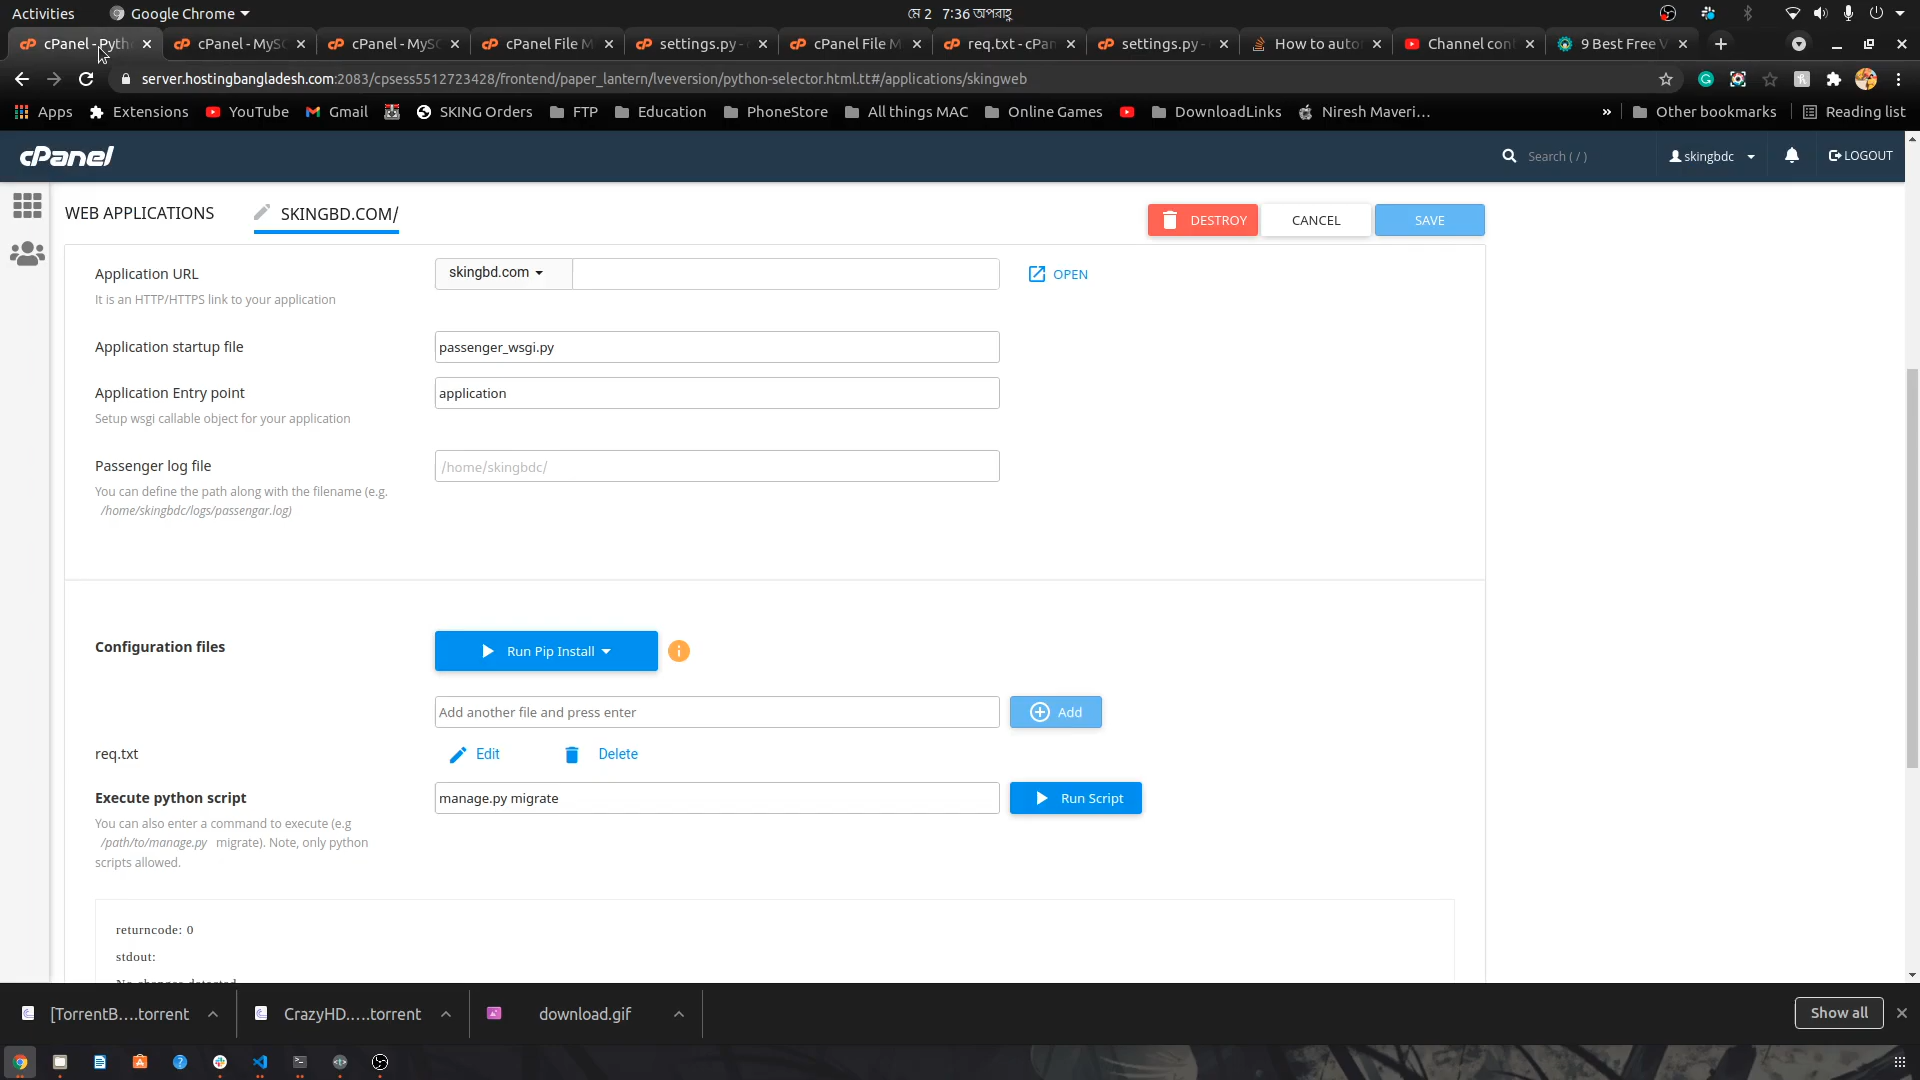 Activities
Google Chrome
মে 2 7:36 অপরাহ্ণ
cPanel - Pyth
cPanel - MyS
cPanel - MyS
cPanel File M
settings.py -
cPanel File M
req.txt - cPan
settings.py -
How to auto
Channel con
9 Best Free V
server.hostingbangladesh.com:2083/cpsess5512723428/frontend/paper_lantern/lveversion/python-selector.html.tt#/applications/skingweb
Apps
Extensions
YouTube
Gmail
SKING Orders
FTP
Education
PhoneStore
All things MAC
Online Games
DownloadLinks
Niresh Maveri...
»
Other bookmarks
Reading list
cPanel
Search ( / )
skingbdc
LOGOUT
WEB APPLICATIONS
SKINGBD.COM/
DESTROY
CANCEL
SAVE
Application URL
skingbd.com
OPEN
It is an HTTP/HTTPS link to your application
Application startup file
passenger_wsgi.py
Application Entry point
application
Setup wsgi callable object for your application
Passenger log file
/home/skingbdc/
You can define the path along with the filename (e.g.
/home/skingbdc/logs/passengar.log)
Configuration files
Run Pip Install
Add another file and press enter
Add
req.txt
Edit
Delete
Execute python script
manage.py migrate
Run Script
You can also enter a command to execute (e.g
/path/to/manage.py migrate). Note, only python
scripts allowed.
returncode: 0
stdout:
No changes detected
[TorrentB....torrent
CrazyHD.....torrent
download.gif
Show all